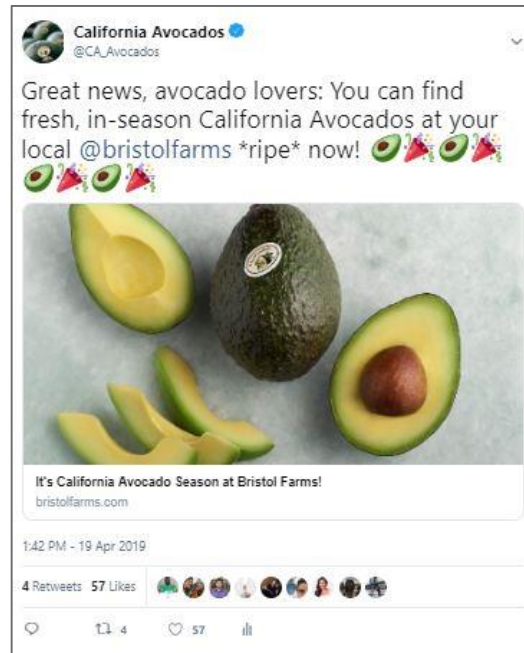 California Avocados
@CA_Avocados
Great news, avocado lovers: You can find
fresh, in-season California Avocados at your
local @bristolfarms *ripe* now! 🥑🎉🥑🎉
🥑🎉🥑🎉
It's California Avocado Season at Bristol Farms!
bristolfarms.com
1:42 PM - 19 Apr 2019
4 Retweets 57 Likes
4 57